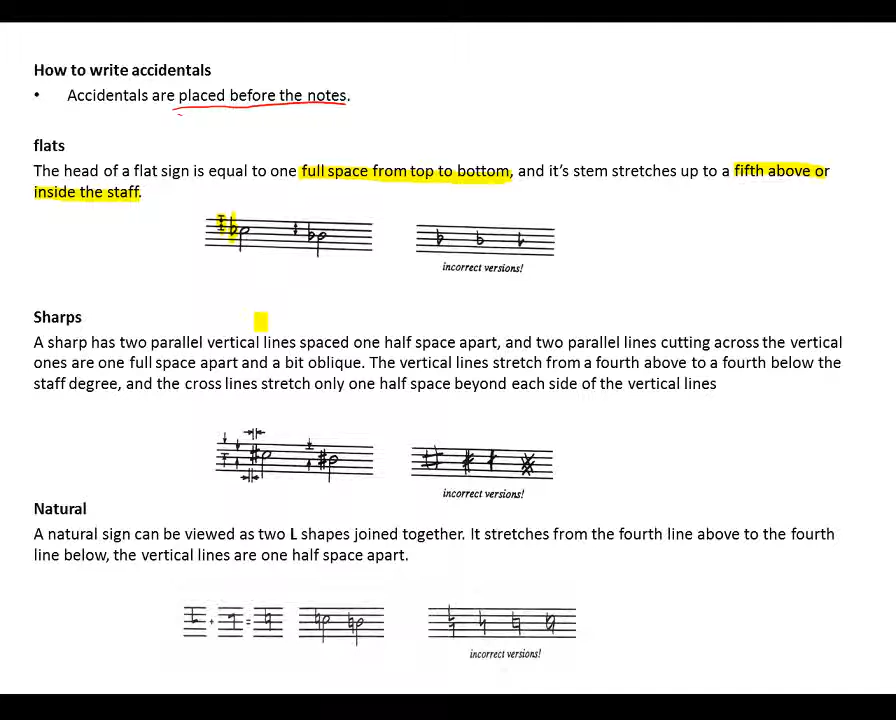 How to write accidentals
• Accidentals are placed before the notes.
flats
The head of a flat sign is equal to one full space from top to bottom, and it’s stem stretches up to a fifth above or
inside the staff.
incorrect versions!
Sharps
A sharp has two parallel vertical lines spaced one half space apart, and two parallel lines cutting across the vertical
ones are one full space apart and a bit oblique. The vertical lines stretch from a fourth above to a fourth below the
staff degree, and the cross lines stretch only one half space beyond each side of the vertical lines
incorrect versions!
Natural
A natural sign can be viewed as two L shapes joined together. It stretches from the fourth line above to the fourth
line below, the vertical lines are one half space apart.
incorrect versions!